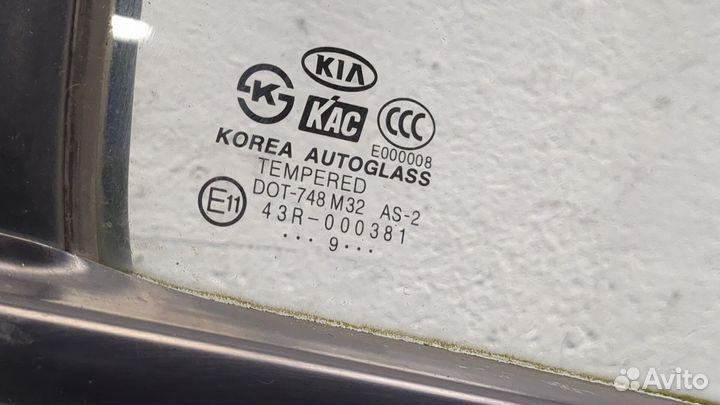 KIA
K
KAC
CCC
E000008
KOREA AUTOGLASS
TEMPERED
DOT-748 M32 AS-2
E11
43R-000381
••• 9 •••
Avito